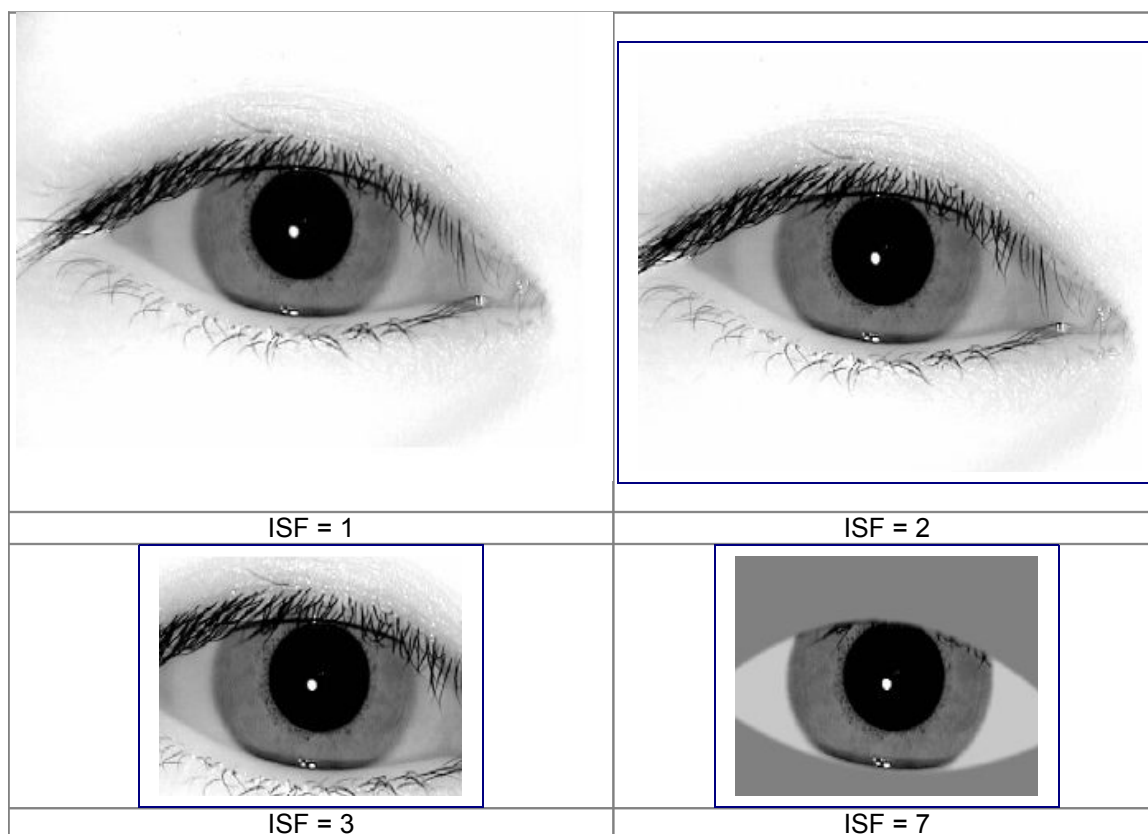 ISF = 1
ISF = 2
ISF = 3
ISF = 7